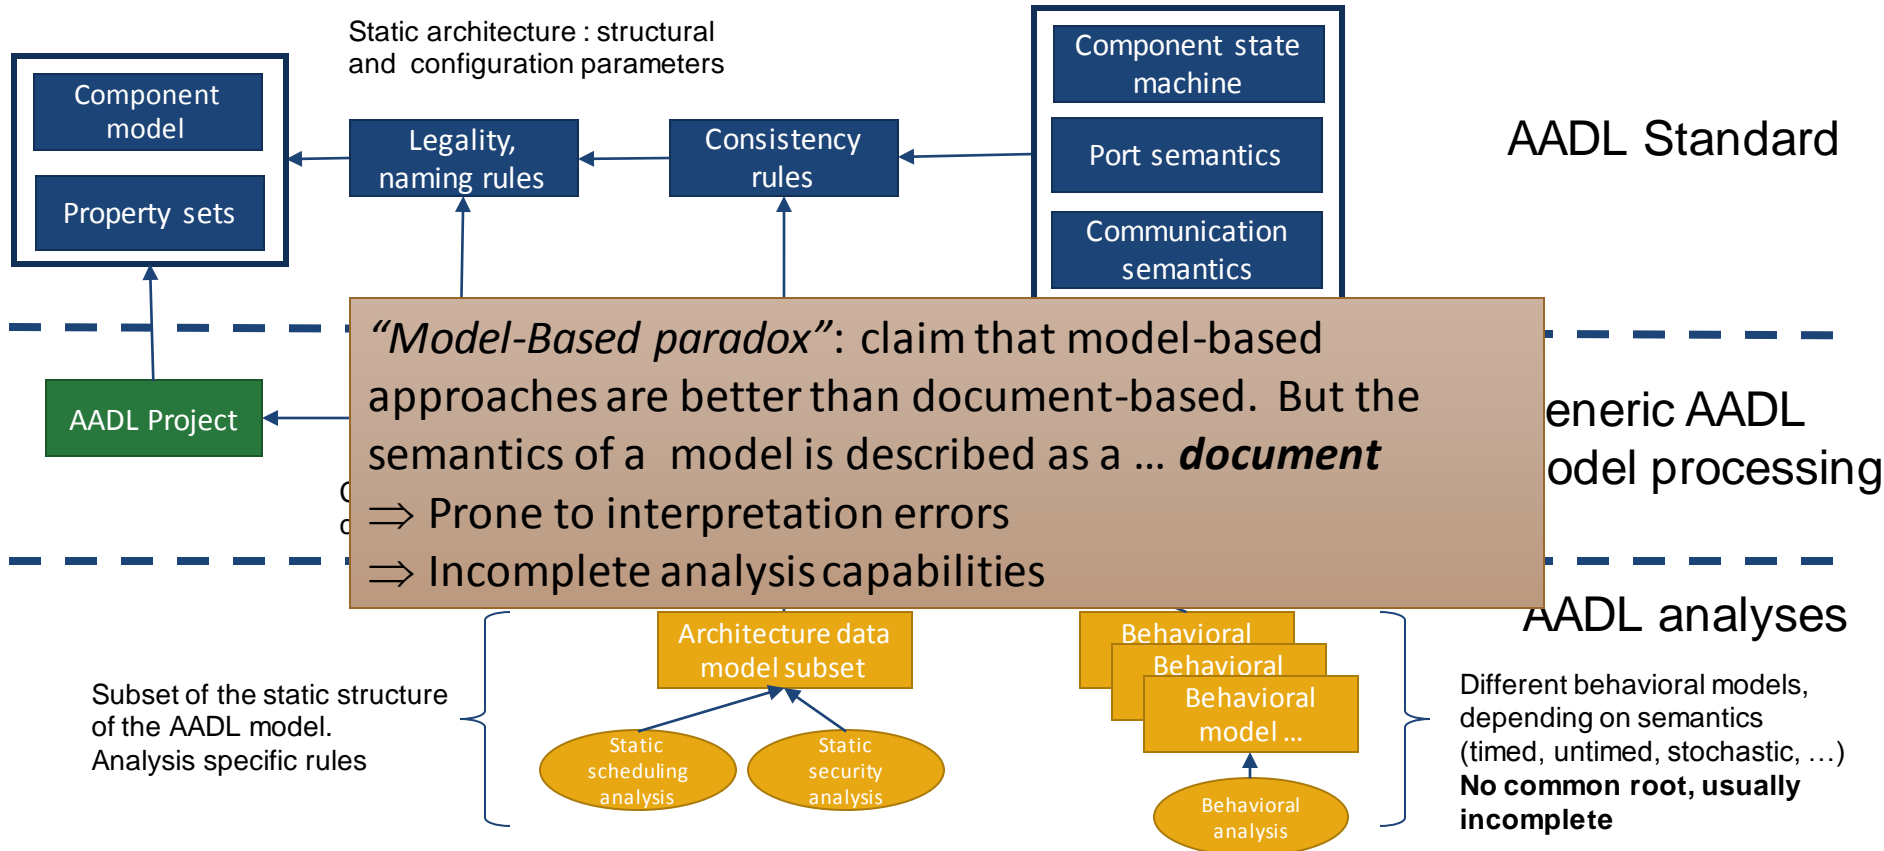 Static architecture : structural
and configuration parameters
Component
model
Property sets
Legality,
naming rules
Consistency
rules
Component state
machine
Port semantics
Communication
semantics
AADL Standard
AADL Project
“Model-Based paradox”: claim that model-based
approaches are better than document-based. But the
semantics of a model is described as a ... document
⇒ Prone to interpretation errors
⇒ Incomplete analysis capabilities
eneric AADL
odel processing
AADL analyses
Subset of the static structure
of the AADL model.
Analysis specific rules
Architecture data
model subset
Static
scheduling
analysis
Static
security
analysis
Behavioral
Behavioral
Behavioral
model ...
Behavioral
analysis
Different behavioral models,
depending on semantics
(timed, untimed, stochastic, ...)
No common root, usually
incomplete